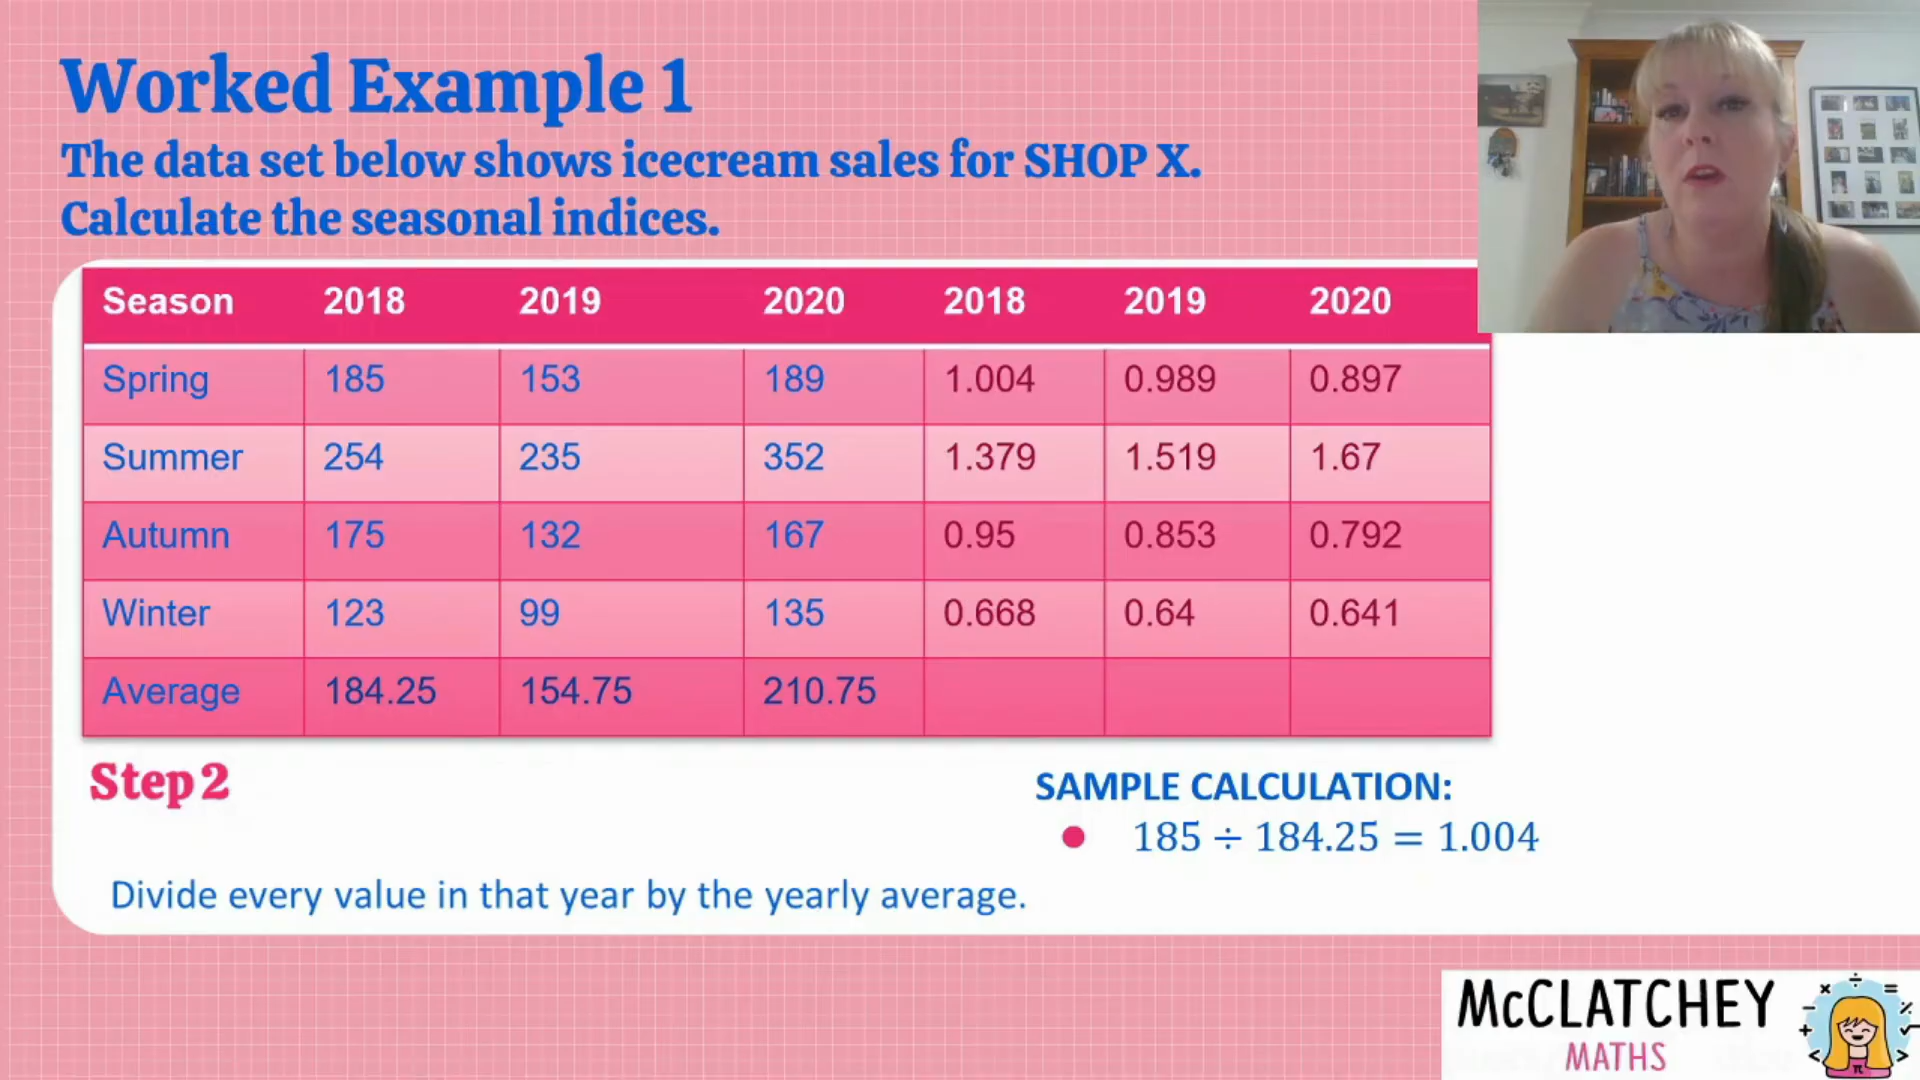 Worked Example 1
The data set below shows icecream sales for SHOP X.
Calculate the seasonal indices.
Season 2018 2019 2020 2018 2019 2020
Spring 185 153 189 1.004 0.989 0.897
Summer 254 235 352 1.379 1.519 1.67
Autumn 175 132 167 0.95 0.853 0.792
Winter 123 99 135 0.668 0.64 0.641
Average 184.25 154.75 210.75
Step 2
SAMPLE CALCULATION:
185 ÷ 184.25 = 1.004
Divide every value in that year by the yearly average.
McCLATCHEY
MATHS